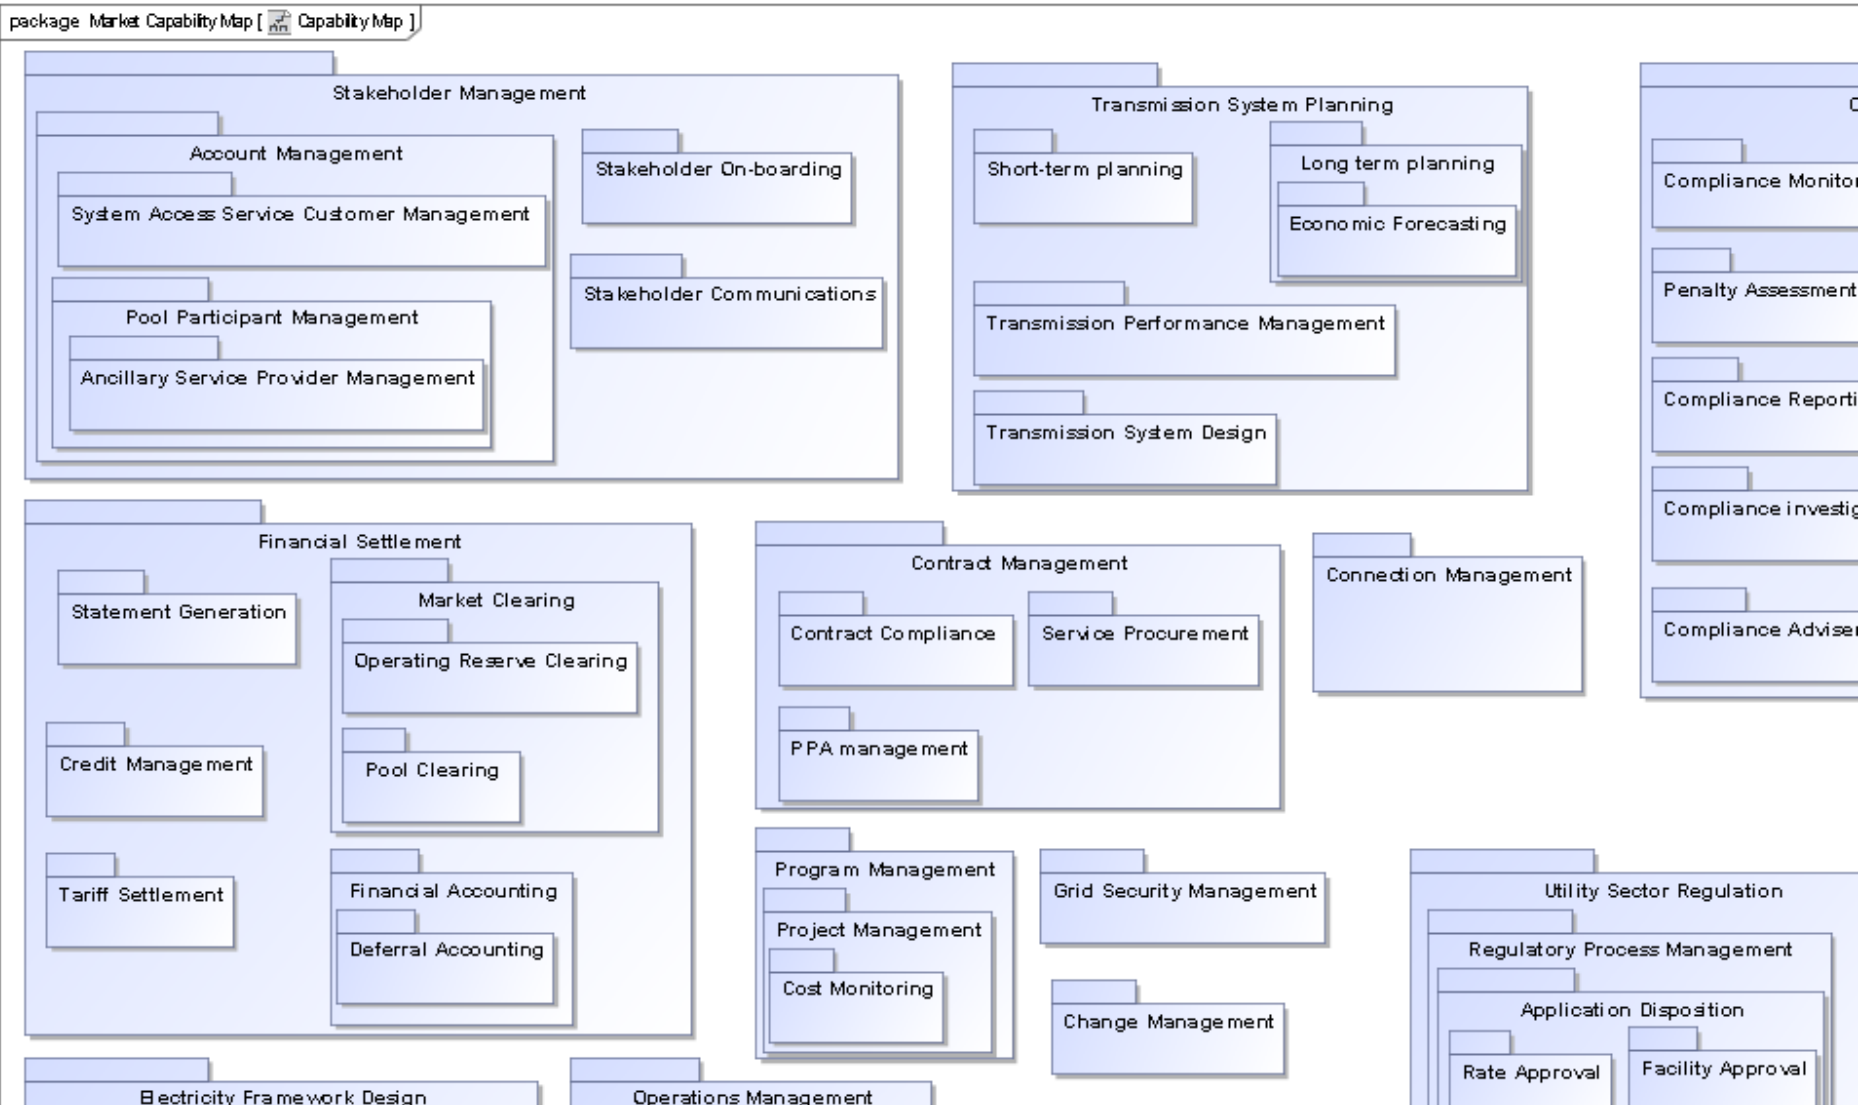 package Market Capability Map [ Capability Map ]
Stakeholder Management
Account Management
System Access Service Customer Management
Pool Participant Management
Ancillary Service Provider Management
Stakeholder On-boarding
Stakeholder Communications
Transmission System Planning
Short-term planning
Long term planning
Economic Forecasting
Transmission Performance Management
Transmission System Design
Compliance
Penalty Assessment
Compliance
Compliance
Compliance
Financial Settlement
Statement Generation
Credit Management
Tariff Settlement
Market Clearing
Operating Reserve Clearing
Pool Clearing
Financial Accounting
Deferral Accounting
Contract Management
Contract Compliance
Service Procurement
PPA management
Connection Management
Program Management
Project Management
Cost Monitoring
Grid Security Management
Change Management
Utility Sector Regulation
Regulatory Process Management
Application Disposition
Rate Approval
Facility Approval
Electricity Framework Design
Operations Management